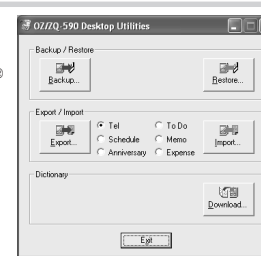 OZ/ZQ-590 Desktop Utilities
Backup / Restore
Backup...
Restore...
Export / Import
Export...
Tel
To Do
Schedule
Memo
Anniversary
Expense
Import...
Dictionary
Download...
Exit